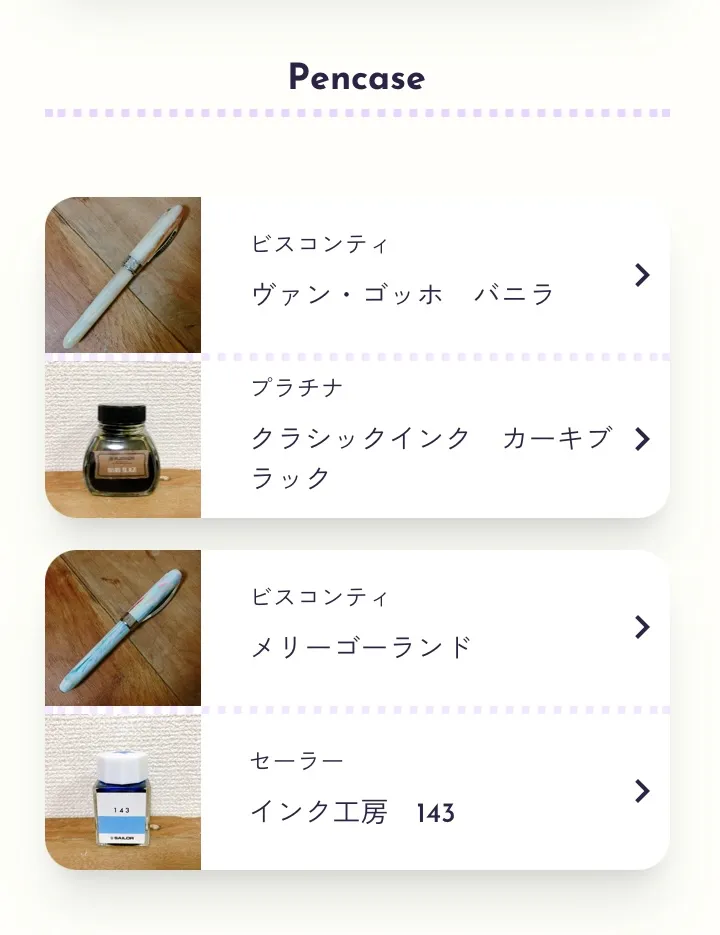 Pencase
ビスコンティ
ヴァン・ゴッホ　バニラ
プラチナ
クラシックインク　カーキブ
ラック
ビスコンティ
メリーゴーランド
セーラー
インク工房　143
143
SAILOR